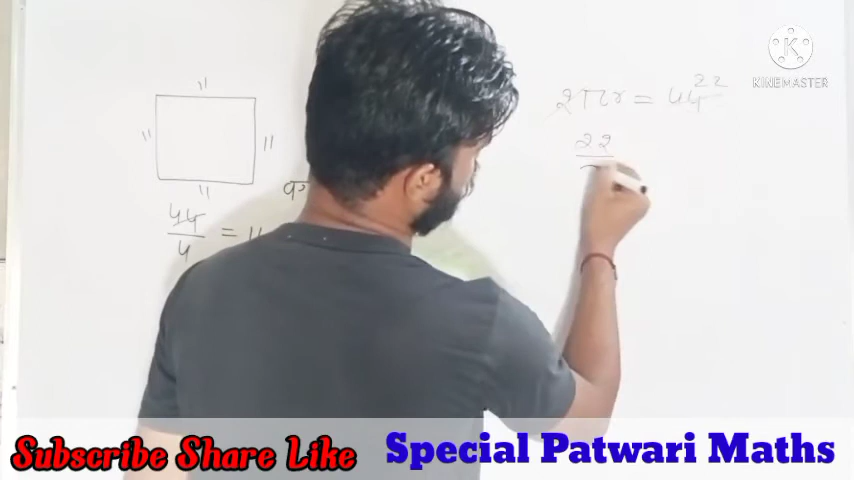 KINEMASTER
11
11
11
11
44/4 = 11
2πr = 44 22
22
Subscribe Share Like
Special Patwari Maths